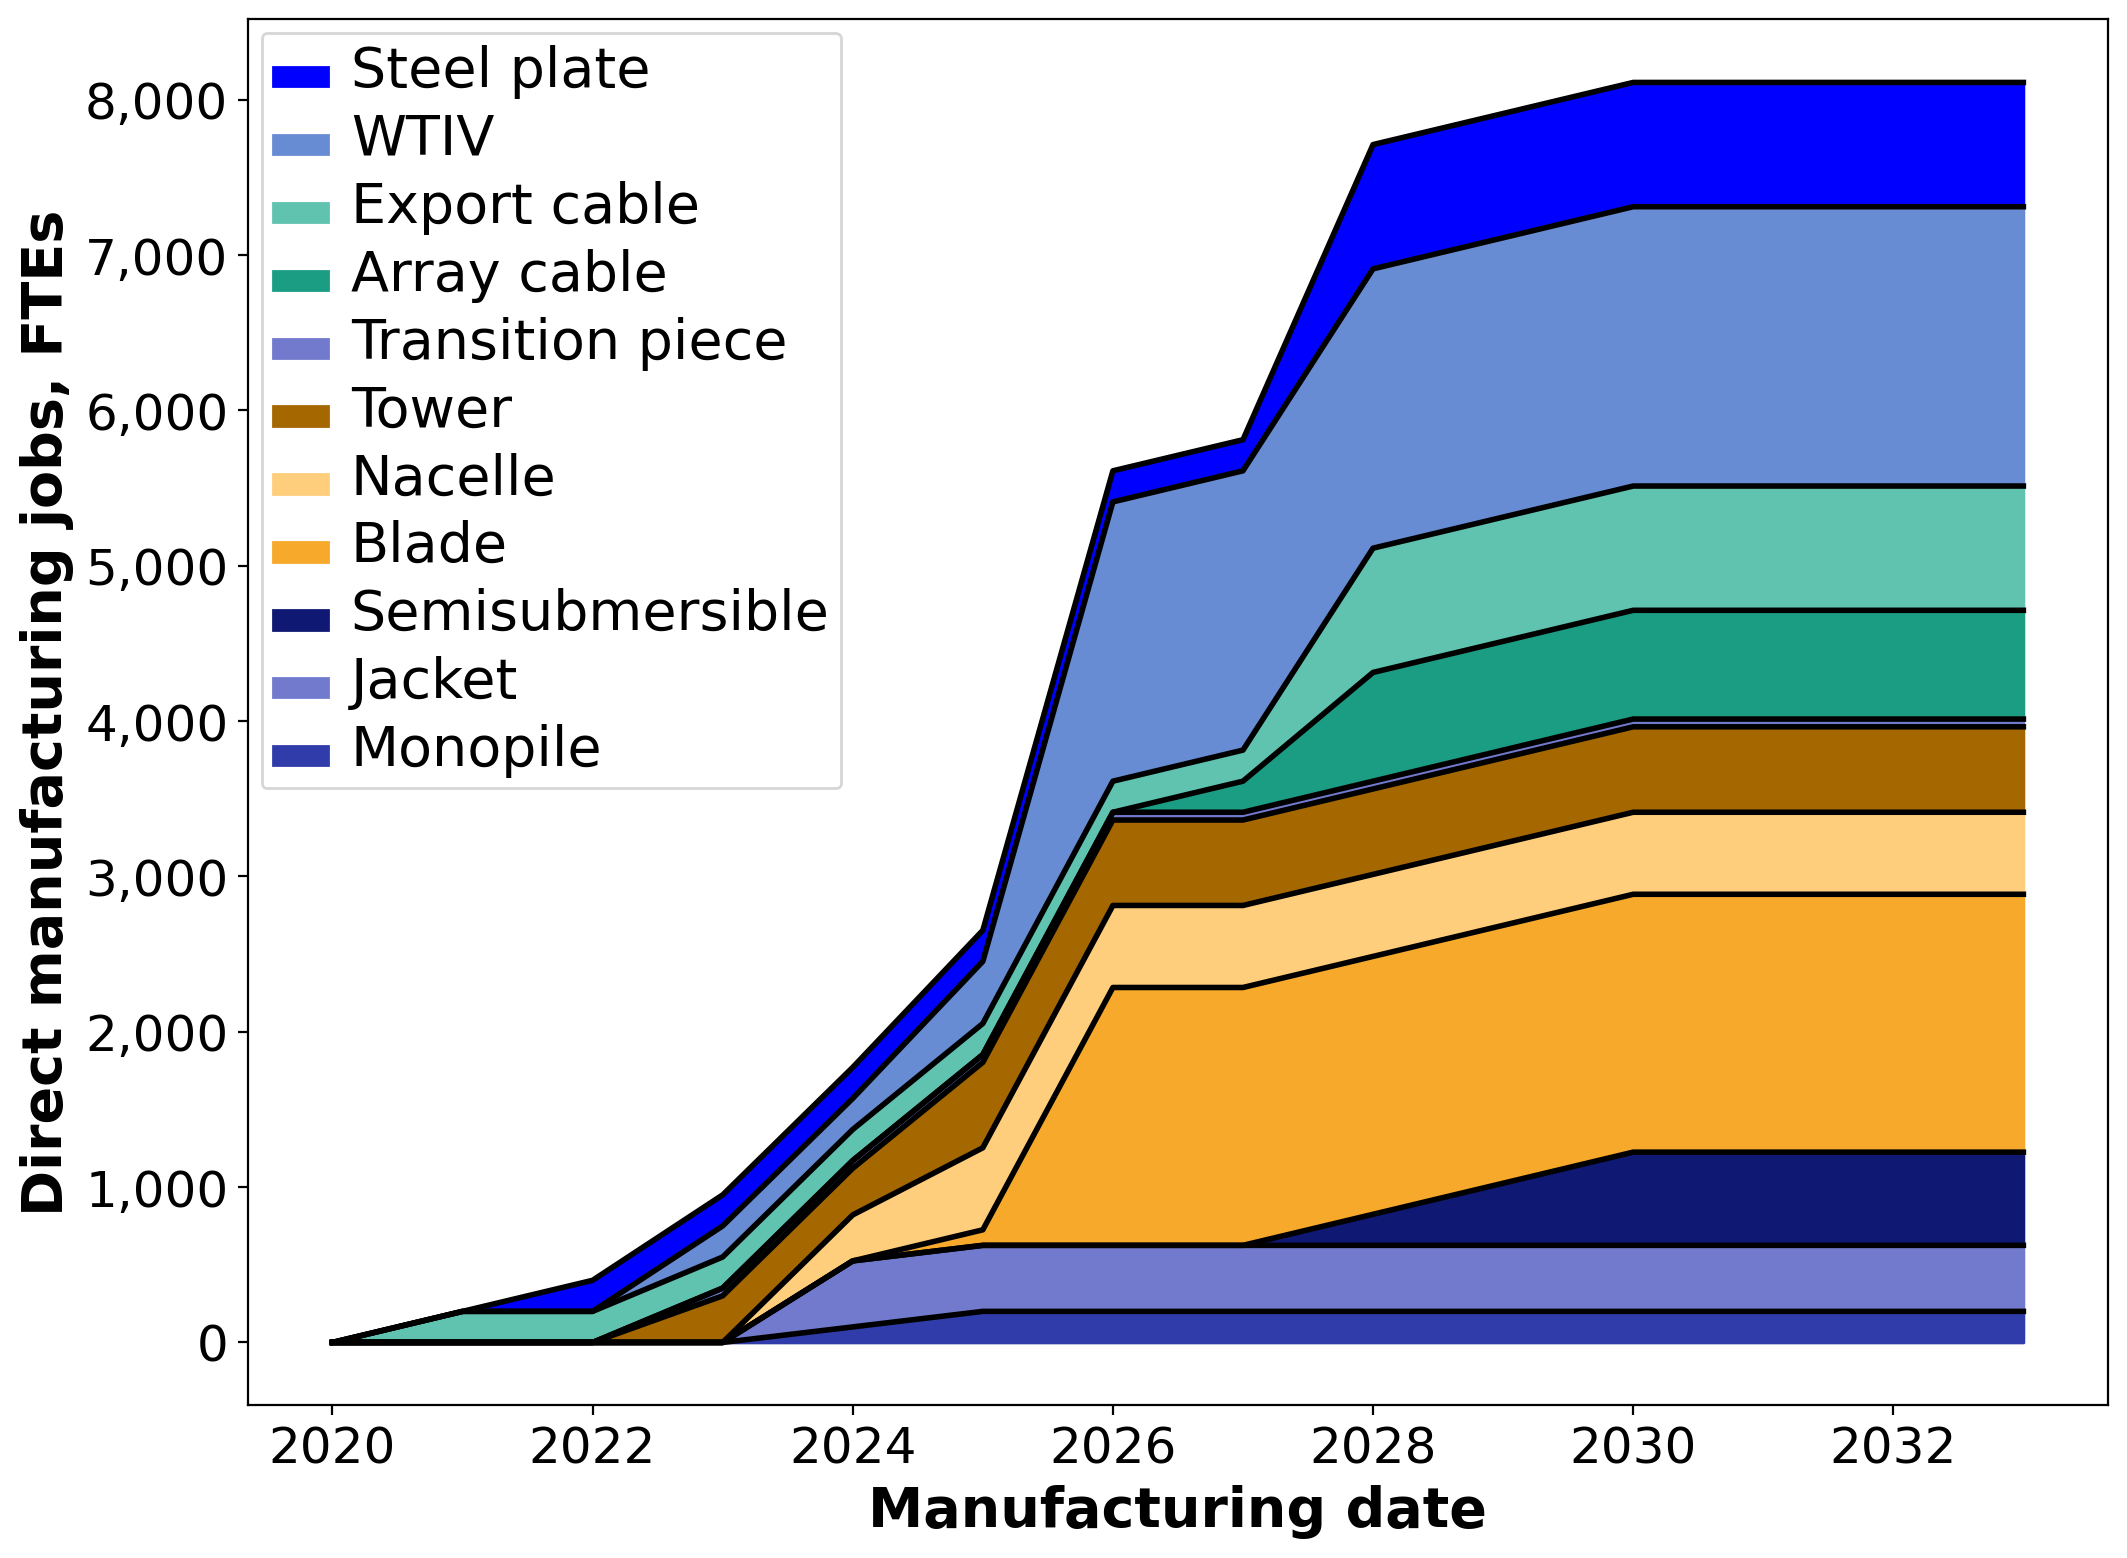 Steel plate
WTIV
Export cable
Array cable
Transition piece
Tower
Nacelle
Blade
Semisubmersible
Jacket
Monopile
8,000
7,000
6,000
5,000
4,000
3,000
2,000
1,000
0
Direct manufacturing jobs, FTEs
2020 2022 2024 2026 2028 2030 2032
Manufacturing date